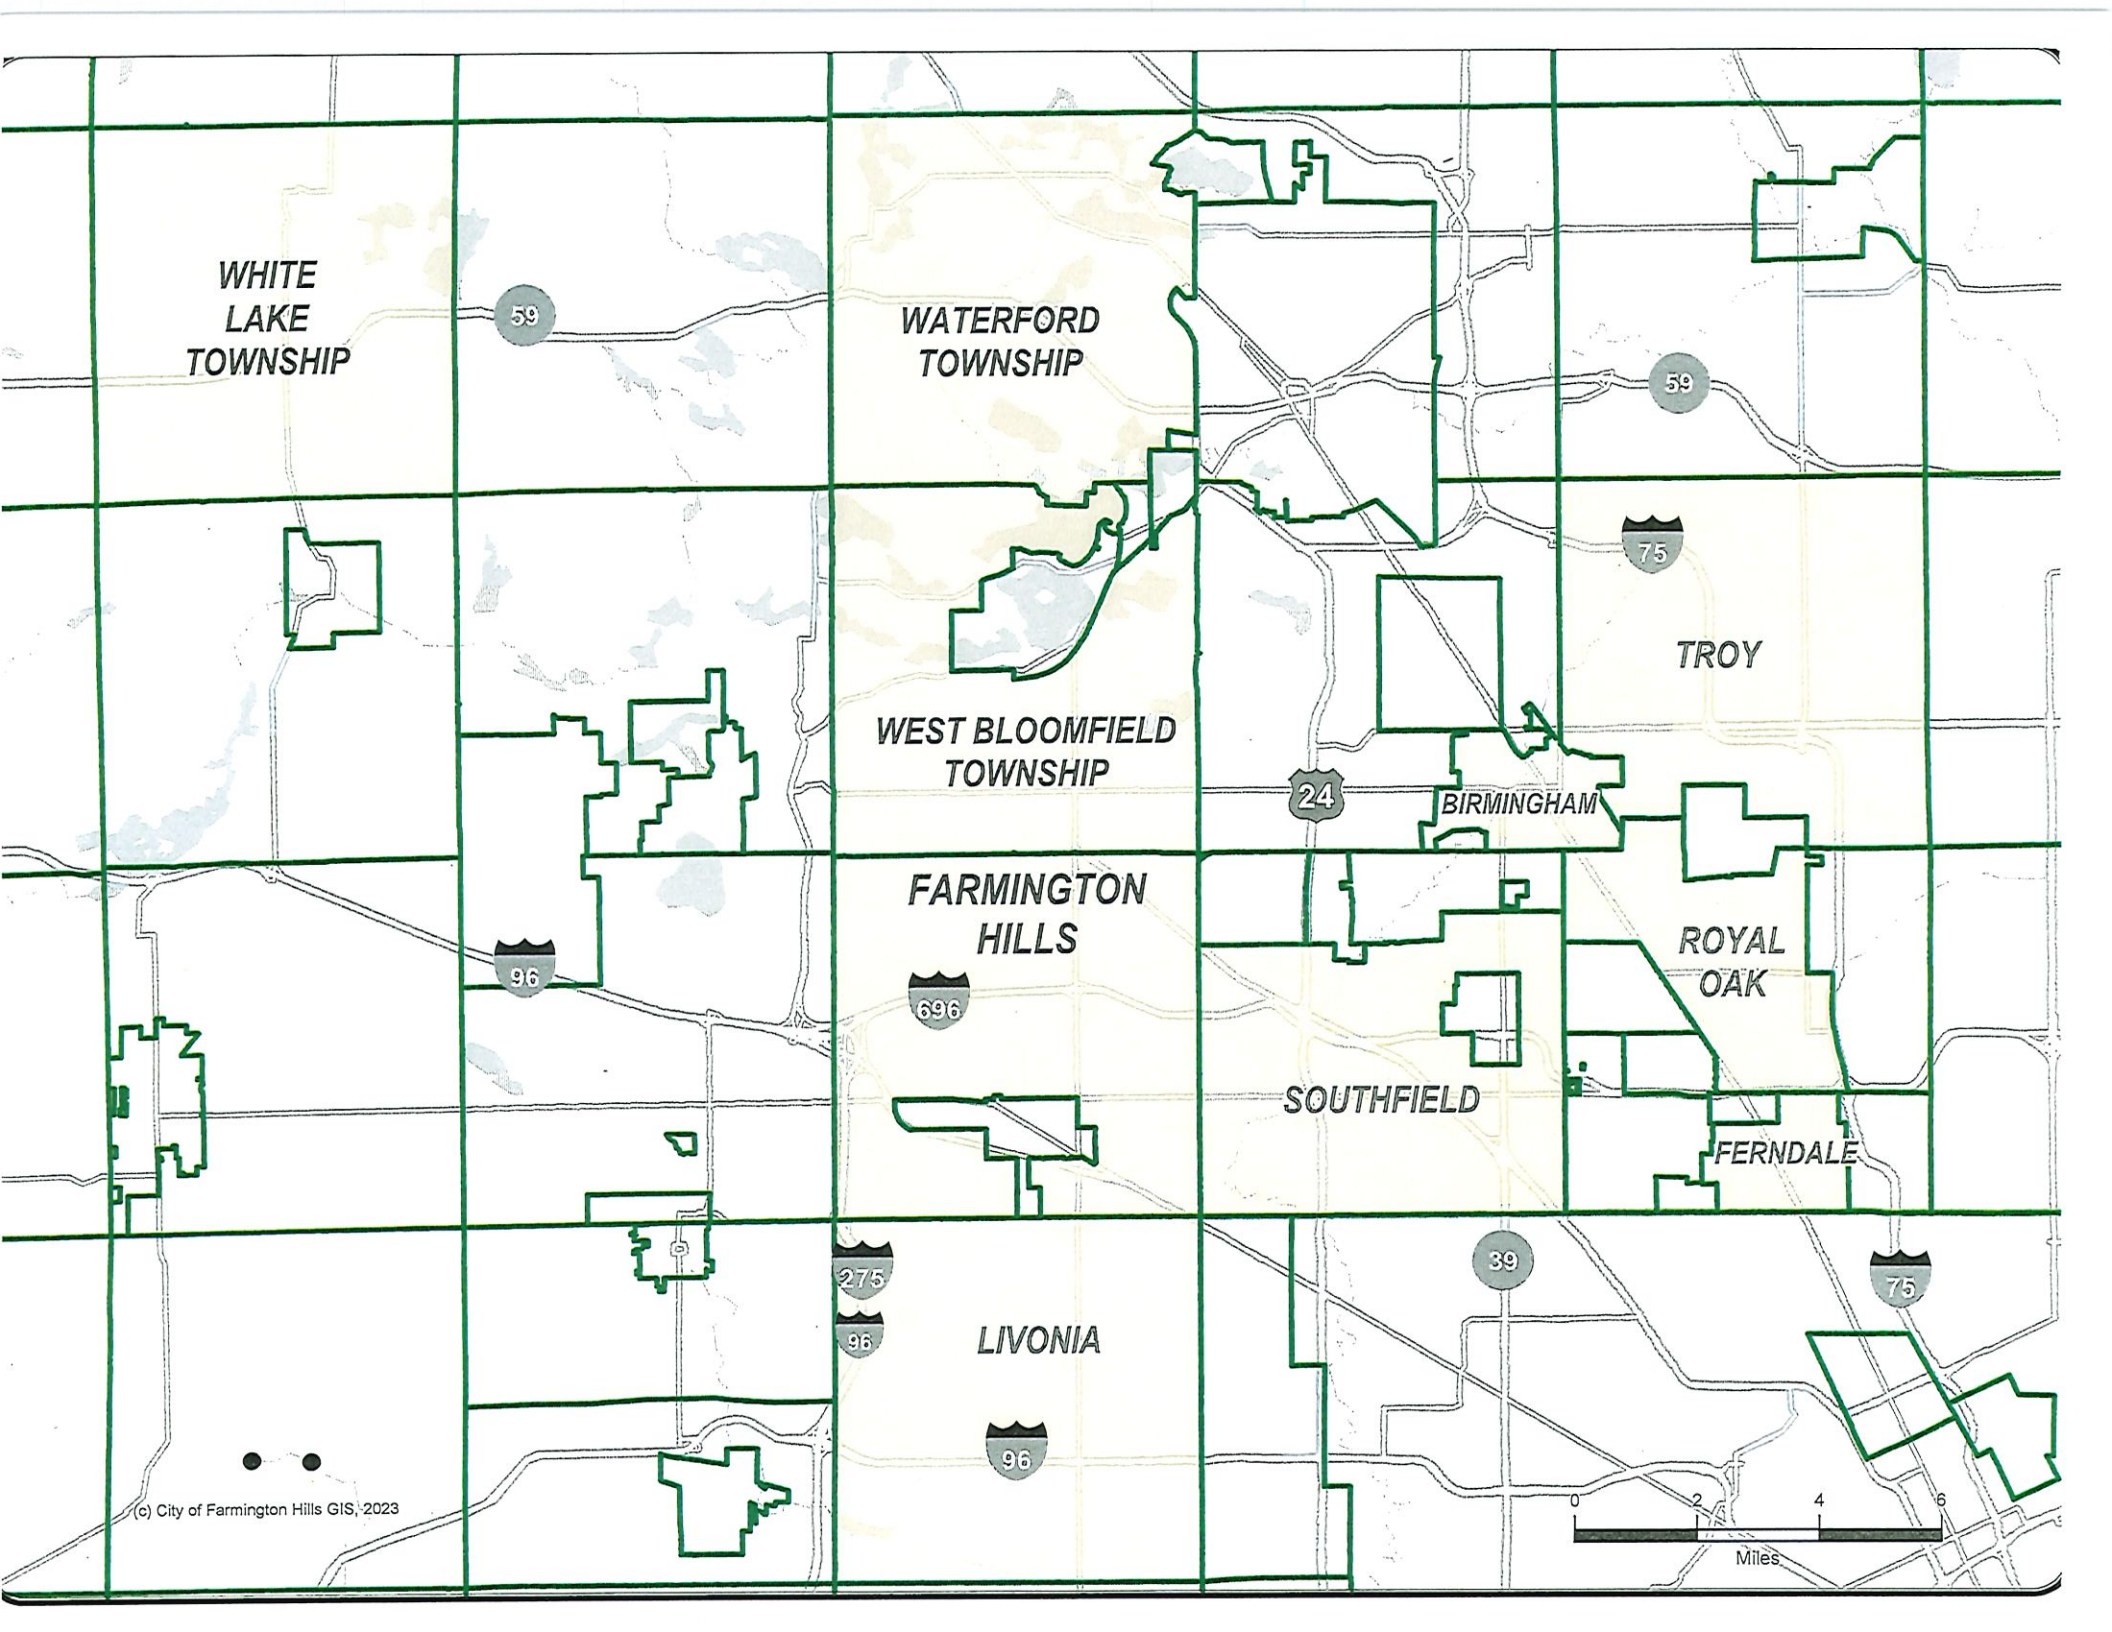 WHITE
LAKE
TOWNSHIP
59
WATERFORD
TOWNSHIP
59
75
TROY
WEST BLOOMFIELD
TOWNSHIP
24
BIRMINGHAM
FARMINGTON
HILLS
96
696
ROYAL
OAK
SOUTHFIELD
FERNDALE
275
39
75
96
LIVONIA
96
(c) City of Farmington Hills GIS, 2023
0 2 4 6
Miles